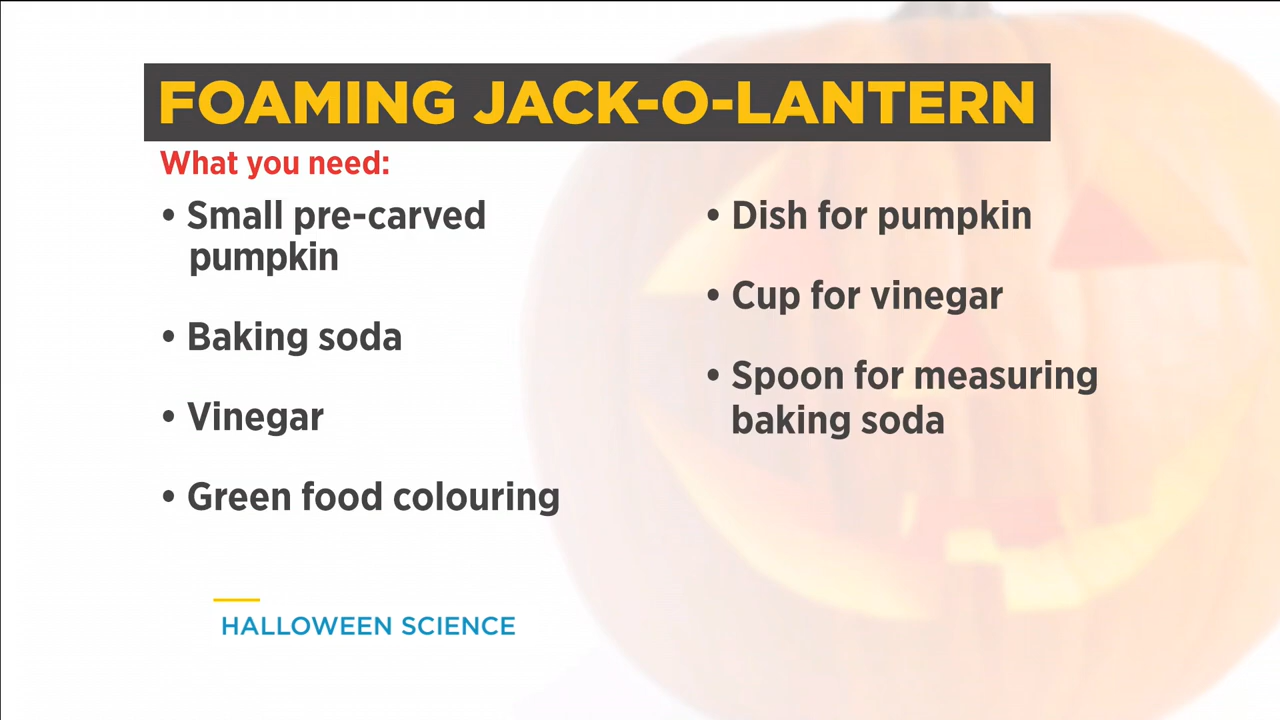 FOAMING JACK-O-LANTERN
What you need:
• Small pre-carved
pumpkin
• Baking soda
• Vinegar
• Green food colouring
• Dish for pumpkin
• Cup for vinegar
• Spoon for measuring
baking soda
HALLOWEEN SCIENCE